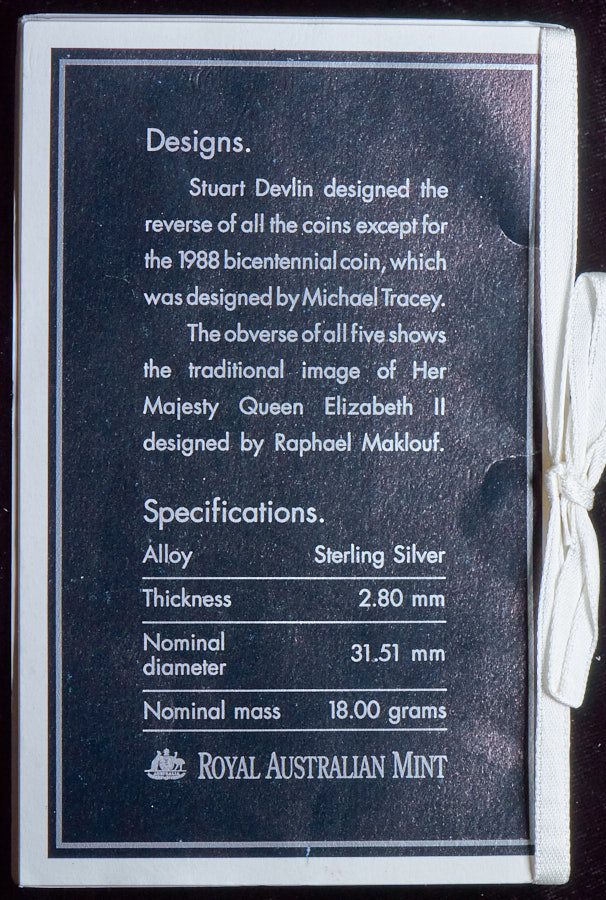 Designs.
Stuart Devlin designed the
reverse of all the coins except for
the 1988 bicentennial coin, which
was designed by Michael Tracey.
The obverse of all five shows
the traditional image of Her
Majesty Queen Elizabeth II
designed by Raphael Maklouf.
Specifications.
Alloy Sterling Silver
Thickness 2.80 mm
Nominal
diameter 31.51 mm
Nominal mass 18.00 grams
AUSTRALIA
ROYAL AUSTRALIAN MINT